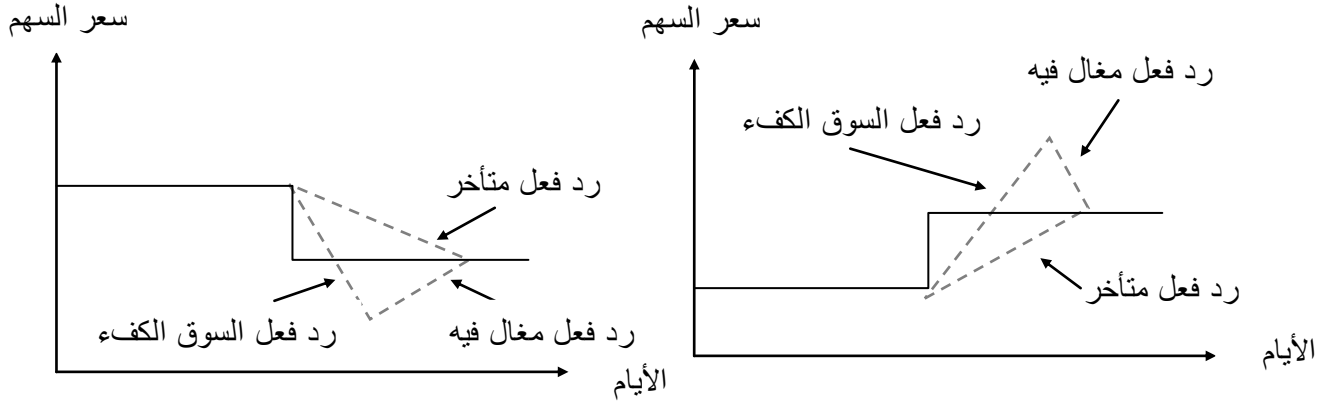 سعر السهم
رد فعل مغال فيه
رد فعل السوق الكفء
رد فعل متأخر
الأيام
سعر السهم
رد فعل متأخر
رد فعل مغال فيه
رد فعل السوق الكفء
الأيام